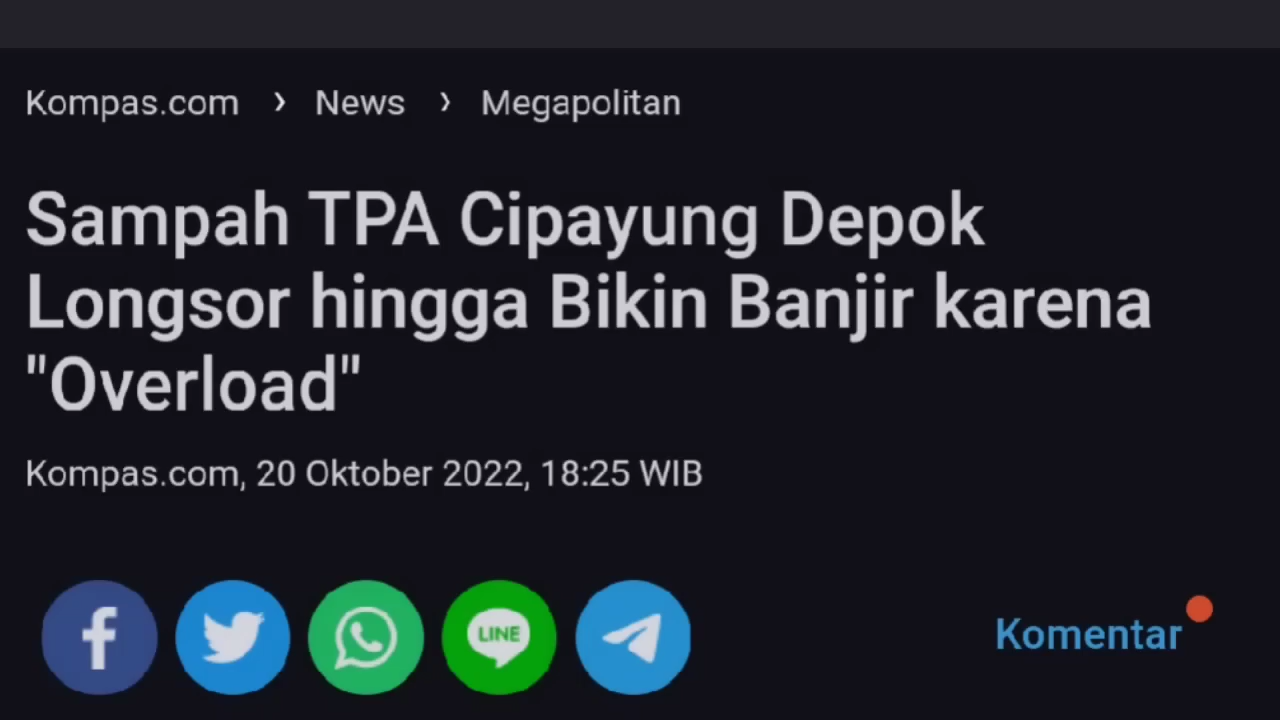 Kompas.com › News › Megapolitan
Sampah TPA Cipayung Depok
Longsor hingga Bikin Banjir karena
"Overload"
Kompas.com, 20 Oktober 2022, 18:25 WIB
LINE
Komentar